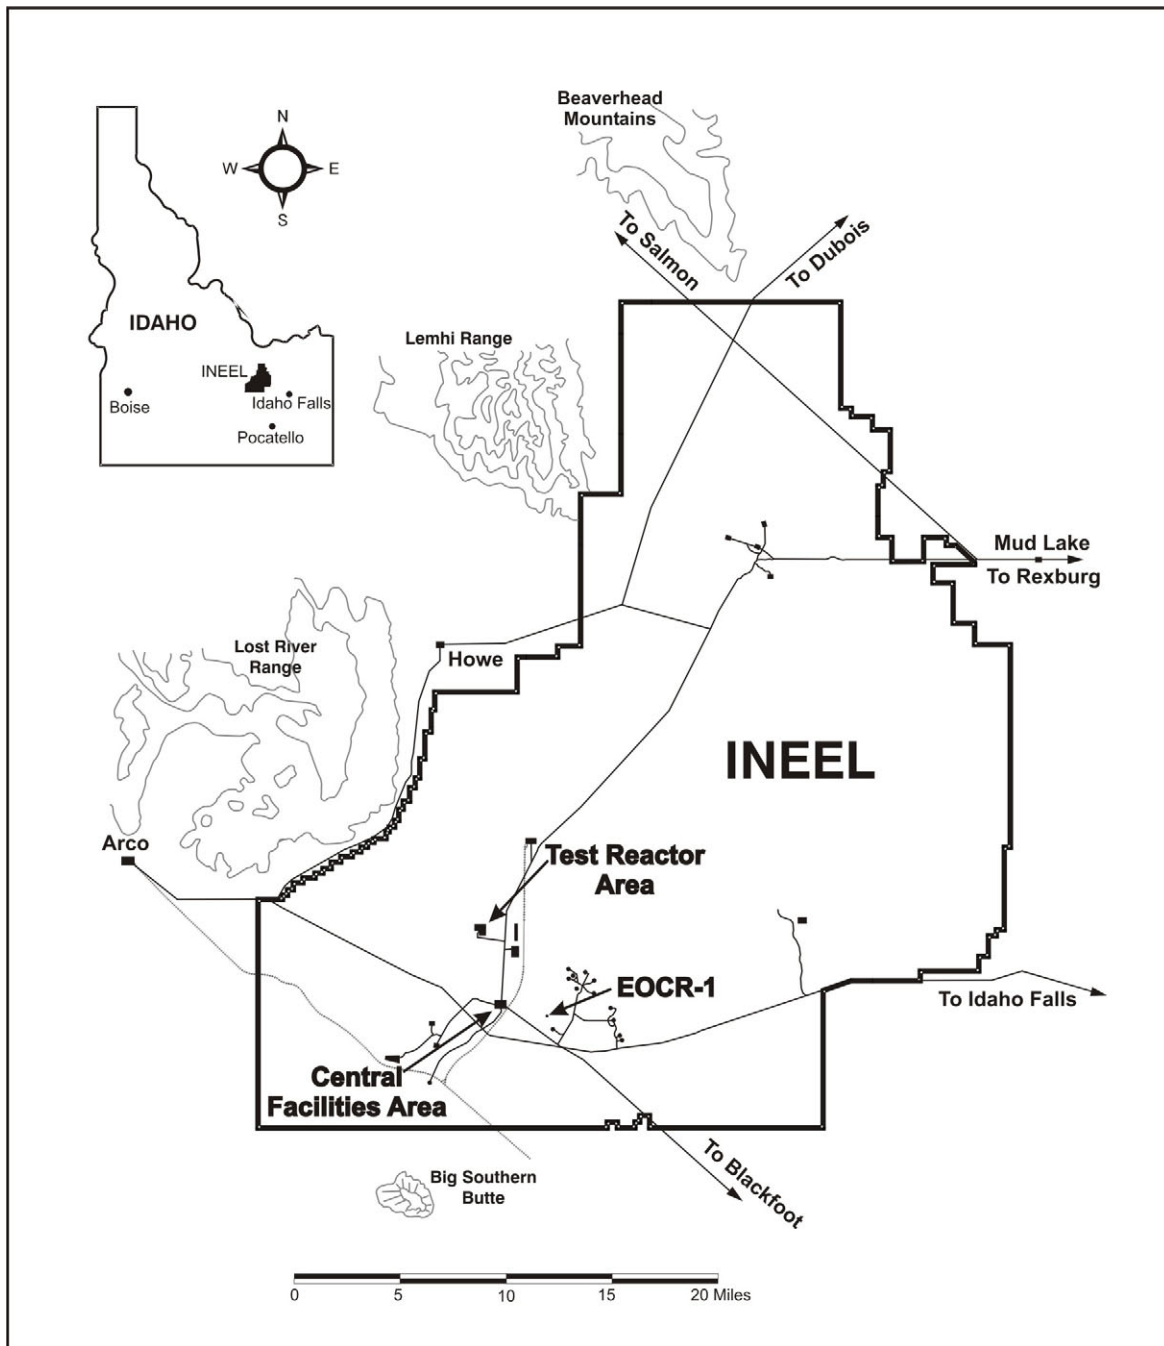 Beaverhead
Mountains
N
W
E
S
To Salmon
To Dubois
IDAHO
INEEL
Boise
Idaho Falls
Pocatello
Lemhi Range
Mud Lake
To Rexburg
Lost River
Range
Howe
INEEL
Arco
Test Reactor
Area
EOCR-1
To Idaho Falls
Central
Facilities Area
To Blackfoot
Big Southern
Butte
0 5 10 15 20 Miles